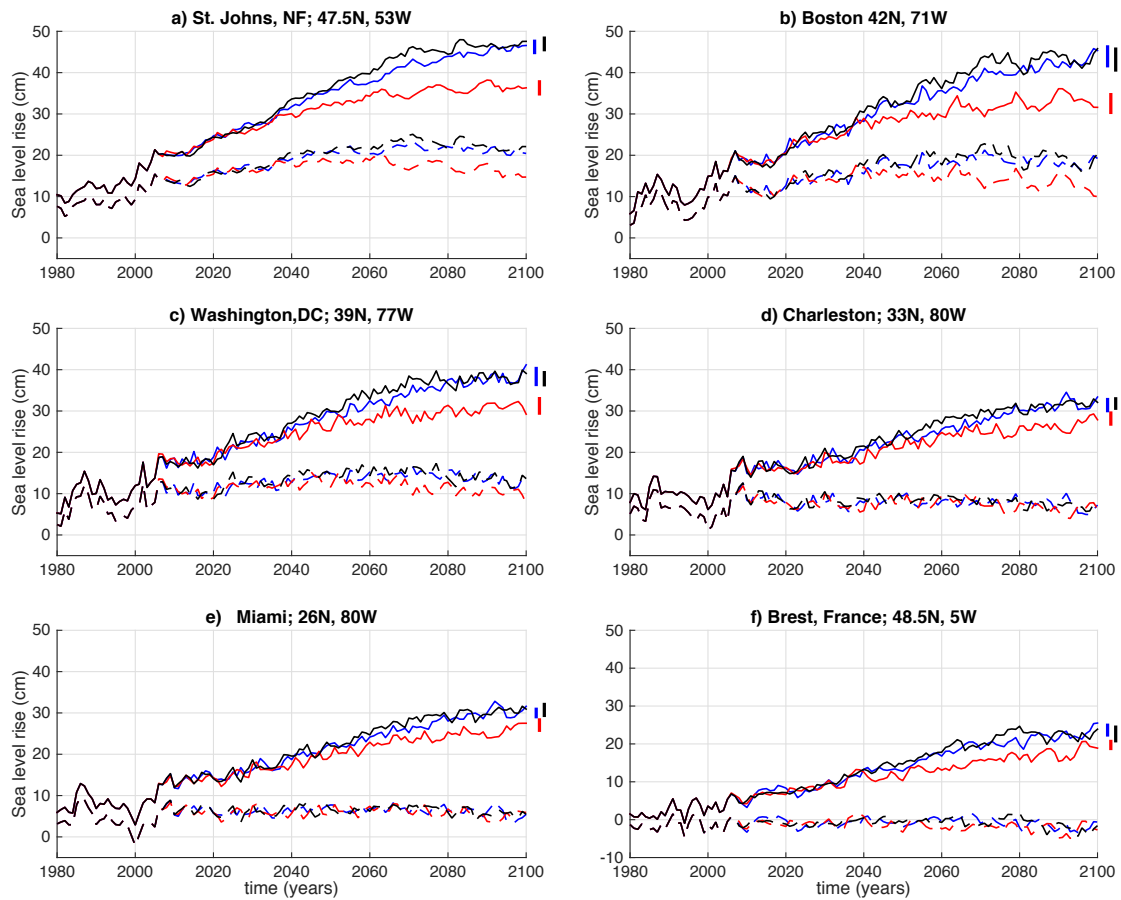 a) St. Johns, NF; 47.5N, 53W
50
40
30
20
10
0
Sea level rise (cm)
1980 2000 2020 2040 2060 2080 2100
b) Boston 42N, 71W
50
40
30
20
10
0
Sea level rise (cm)
1980 2000 2020 2040 2060 2080 2100
c) Washington,DC; 39N, 77W
50
40
30
20
10
0
Sea level rise (cm)
1980 2000 2020 2040 2060 2080 2100
d) Charleston; 33N, 80W
50
40
30
20
10
0
Sea level rise (cm)
1980 2000 2020 2040 2060 2080 2100
e) Miami; 26N, 80W
50
40
30
20
10
0
Sea level rise (cm)
1980 2000 2020 2040 2060 2080 2100
time (years)
f) Brest, France; 48.5N, 5W
50
40
30
20
10
0
-10
1980 2000 2020 2040 2060 2080 2100
time (years)